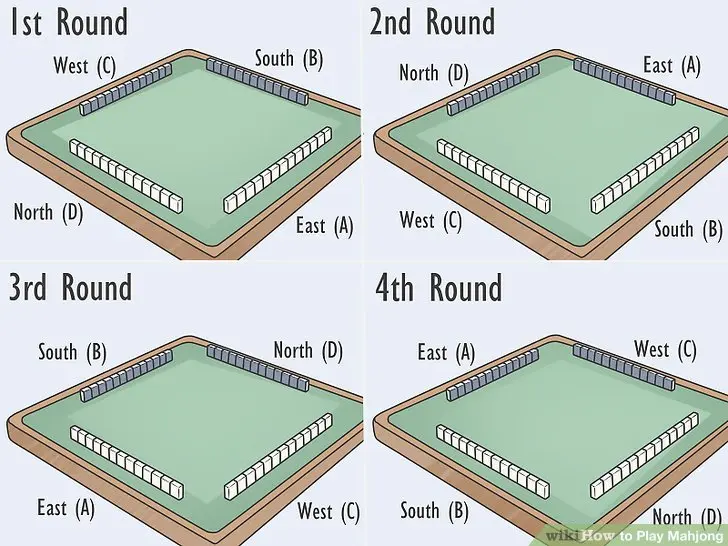 1st Round
West (C)
South (B)
North (D)
East (A)
2nd Round
North (D)
East (A)
West (C)
South (B)
3rd Round
South (B)
North (D)
East (A)
West (C)
4th Round
East (A)
West (C)
South (B)
North (D)
wikiHow to Play Mahjong